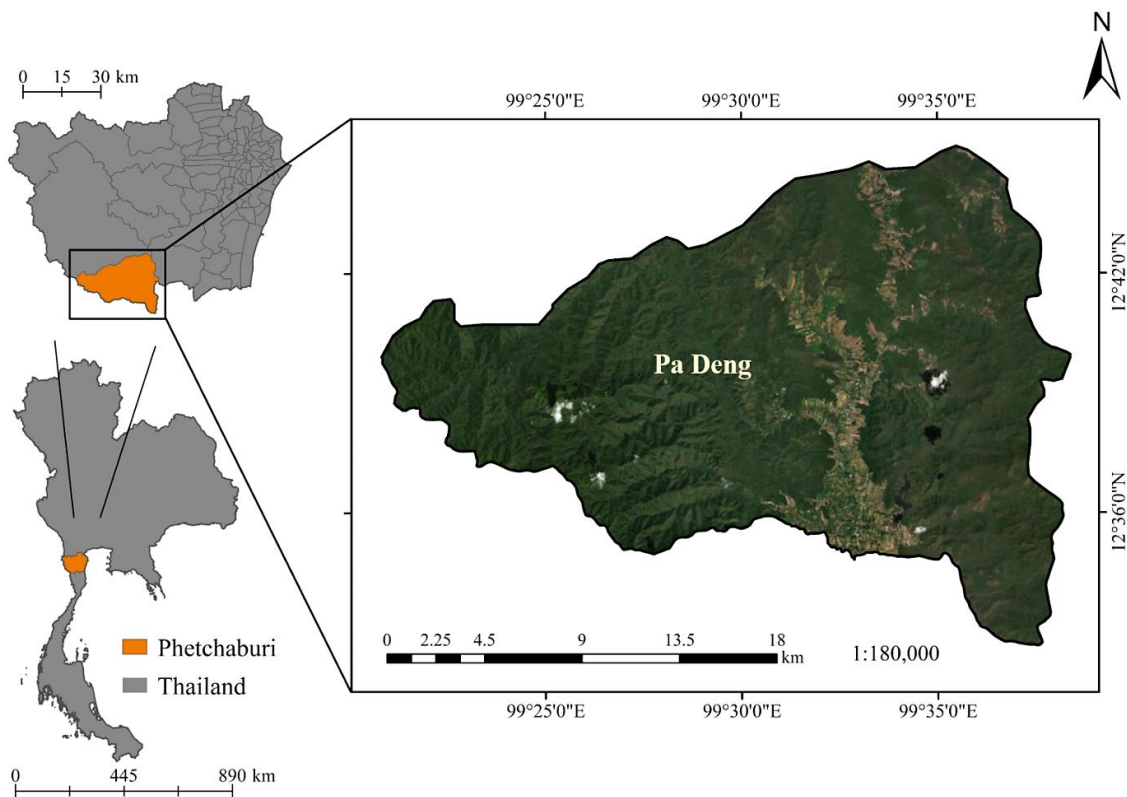 N
0 15 30 km
99°25'0"E 99°30'0"E 99°35'0"E
12°42'0"N
Pa Deng
12°36'0"N
Phetchaburi
Thailand
0 2.25 4.5 9 13.5 18
km
1:180,000
99°25'0"E 99°30'0"E 99°35'0"E
0 445 890 km